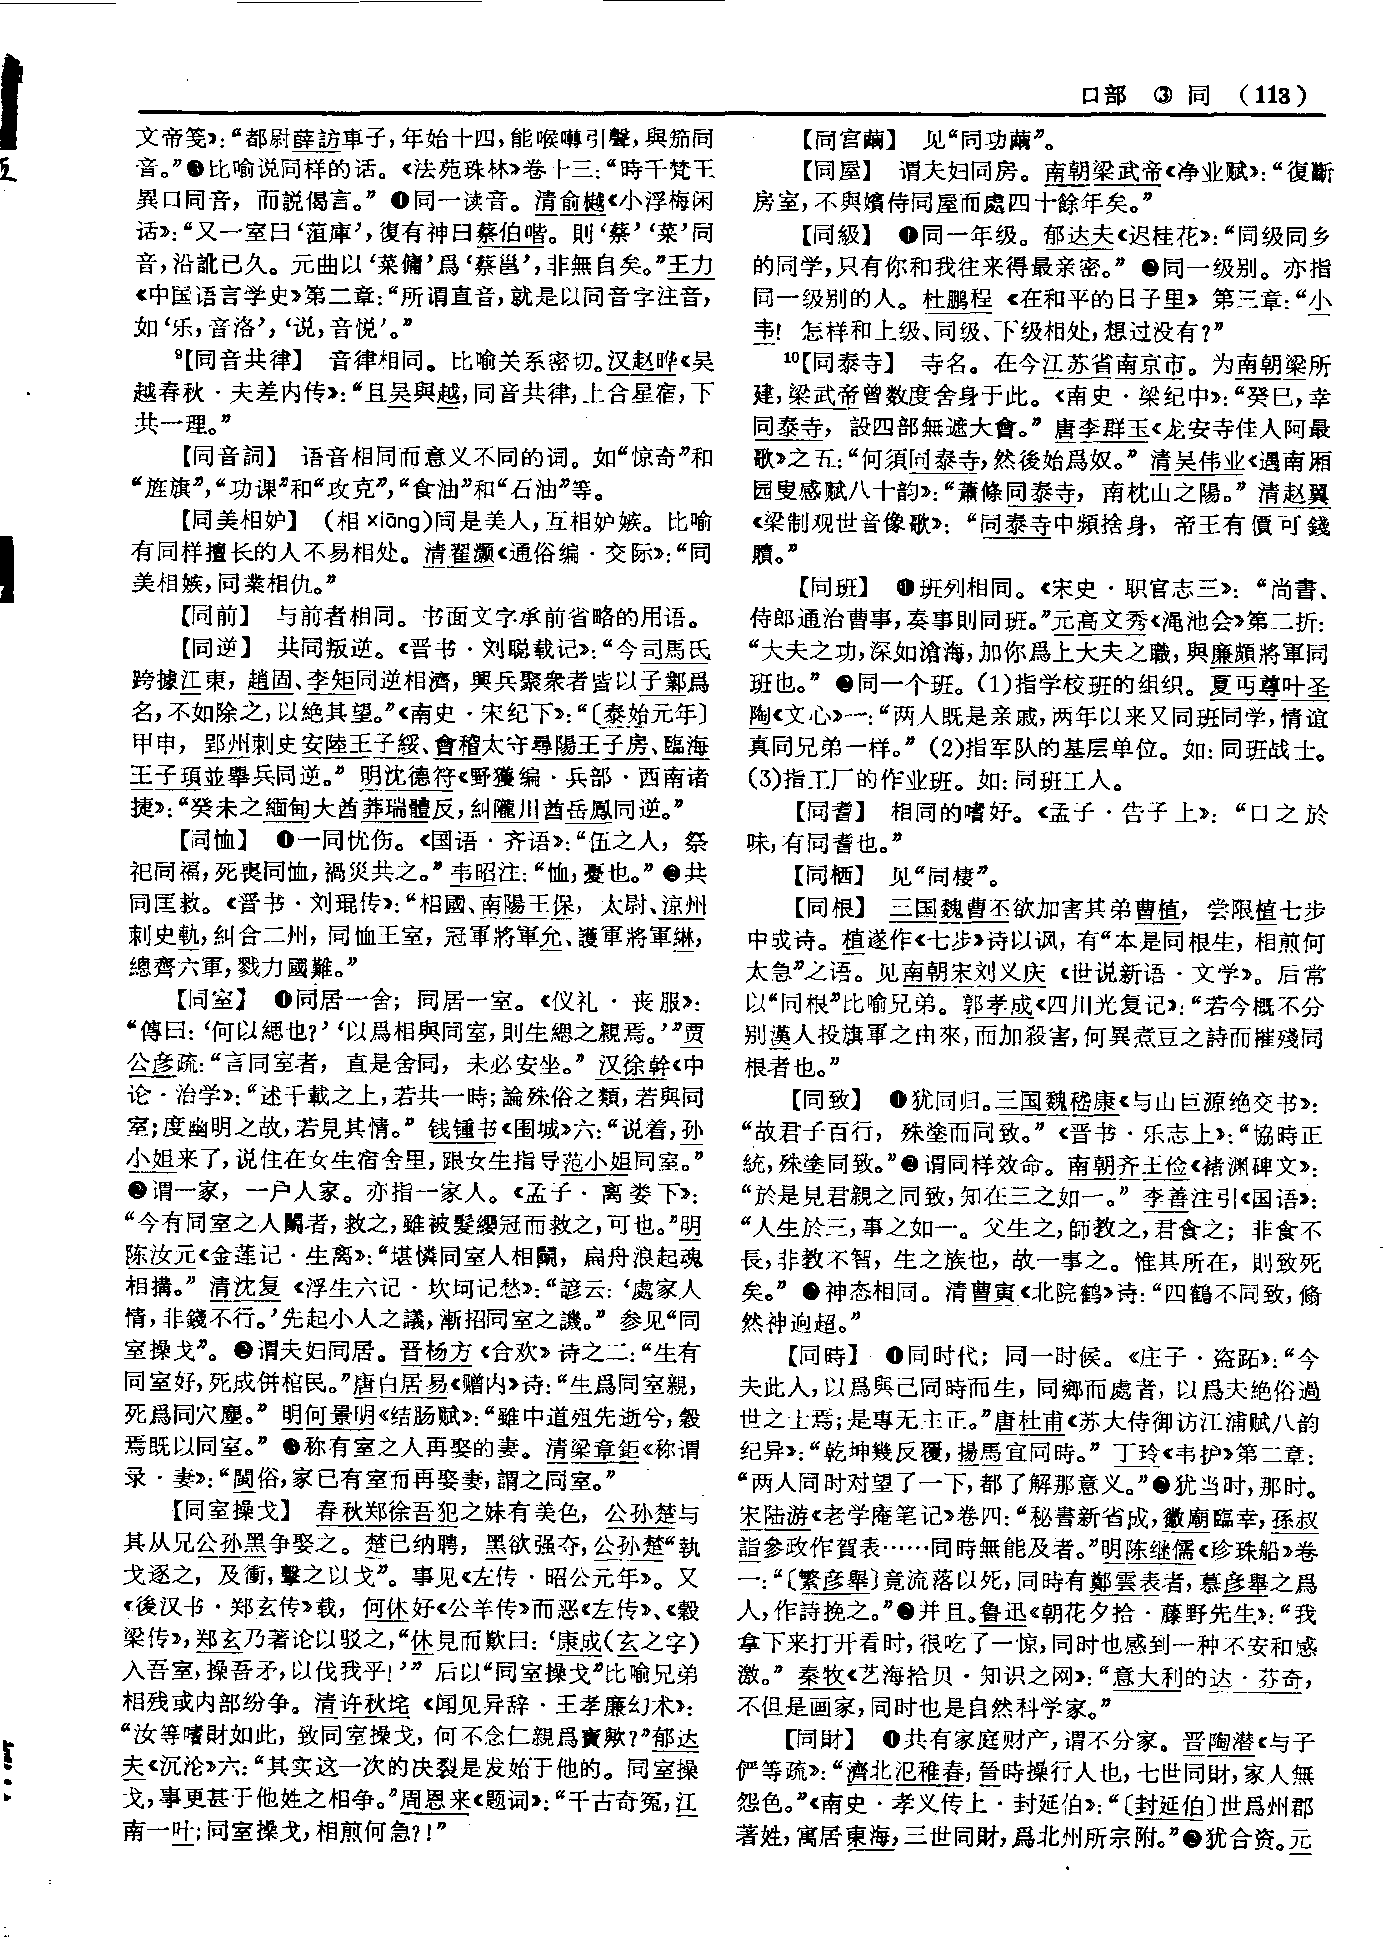 口部 ③ 同 (113)
文帝笺》：“都尉薛訪車子，年始十四，能喉囀引聲，與笳同
音。”❸比喻说同样的话。《法苑珠林》卷十三：“時千梵王
異口同音，而説偈言。” ❹同一读音。清俞樾《小浮梅闲
话》：“又一室曰‘菹庫’，復有神曰蔡伯喈。則‘蔡’‘菜’同
音，沿訛已久。元曲以‘菜傭’爲‘蔡邕’，非無自矣。”王力
《中国语言学史》第二章：“所谓直音，就是以同音字注音，
如‘乐，音洛’，‘说，音悦’。”
⁹【同音共律】 音律相同。比喻关系密切。汉赵晔《吴
越春秋·夫差内传》：“且吴與越，同音共律，上合星宿，下
共一理。”
【同音詞】 语音相同而意义不同的词。如“惊奇”和
“旌旗”，“功课”和“攻克”，“食油”和“石油”等。
【同美相妒】 (相 xiāng)同是美人，互相妒嫉。比喻
有同样擅长的人不易相处。清翟灏《通俗编·交际》：“同
美相嫉，同業相仇。”
【同前】 与前者相同。书面文字承前省略的用语。
【同逆】 共同叛逆。《晋书·刘聪载记》：“今司馬氏
跨據江東，趙固、李矩同逆相濟，興兵聚衆者皆以子鄴爲
名，不如除之，以絶其望。”《南史·宋纪下》：“〔泰始元年〕
甲申，郢州刺史安陸王子綏、會稽太守尋陽王子房、臨海
王子頊並舉兵同逆。” 明沈德符《野獲编·兵部·西南诸
捷》：“癸未之緬甸大酋莽瑞體反，糾隴川酋岳鳳同逆。”
【同恤】 ❶一同忧伤。《国语·齐语》：“伍之人，祭
祀同福，死喪同恤，禍災共之。”韦昭注：“恤，憂也。”❷共
同匡救。《晋书·刘琨传》：“相國、南陽王保，太尉、涼州
刺史軌，糾合二州，同恤王室，冠軍將軍允、護軍將軍綝，
總齊六軍，戮力國難。”
【同室】 ❶同居一舍；同居一室。《仪礼·丧服》：
“傳曰：‘何以緦也？’‘以爲相與同室，則生緦之親焉。’”贾
公彦疏：“言同室者，直是舍同，未必安坐。” 汉徐幹《中
论·治学》：“述千載之上，若共一時；論殊俗之類，若與同
室；度幽明之故，若見其情。” 钱锺书《围城》六：“说着，孙
小姐来了，说住在女生宿舍里，跟女生指导范小姐同室。”
❷谓一家，一户人家。亦指一家人。《孟子·离娄下》：
“今有同室之人鬭者，救之，雖被髮纓冠而救之，可也。”明
陈汝元《金莲记·生离》：“堪憐同室人相鬭，扁舟浪起魂
相搆。” 清沈复《浮生六记·坎坷记愁》：“諺云：‘處家人
情，非錢不行。’先起小人之議，漸招同室之譏。” 参见“同
室操戈”。❸谓夫妇同居。晋杨方《合欢》诗之二：“生有
同室好，死成併棺民。”唐白居易《赠内》诗：“生爲同室親，
死爲同穴塵。” 明何景明《结肠赋》：“雖中道殂先逝兮，穀
焉既以同室。” ❹称有室之人再娶的妻。清梁章鉅《称谓
录·妻》：“閩俗，家已有室而再娶妻，謂之同室。”
【同室操戈】 春秋郑徐吾犯之妹有美色，公孙楚与
其从兄公孙黑争娶之。楚已纳聘，黑欲强夺，公孙楚“執
戈逐之，及衝，擊之以戈”。事见《左传·昭公元年》。又
《後汉书·郑玄传》载，何休好《公羊传》而恶《左传》、《榖
梁传》，郑玄乃著论以驳之，“休見而歎曰：‘康成(玄之字)
入吾室，操吾矛，以伐我乎！’” 后以“同室操戈”比喻兄弟
相残或内部纷争。清许秋垞《闻见异辞·王孝廉幻术》：
“汝等嗜財如此，致同室操戈，何不念仁親爲寶歟？”郁达
夫《沉沦》六：“其实这一次的决裂是发始于他的。同室操
戈，事更甚于他姓之相争。”周恩来《题词》：“千古奇冤，江
南一叶；同室操戈，相煎何急？！”
【同宫繭】 见“同功繭”。
【同屋】 谓夫妇同房。南朝梁武帝《净业赋》：“復斷
房室，不與嬪侍同屋而處四十餘年矣。”
【同級】 ❶同一年级。郁达夫《迟桂花》：“同级同乡
的同学，只有你和我往来得最亲密。” ❷同一级别。亦指
同一级别的人。杜鹏程《在和平的日子里》第三章：“小
韦！怎样和上级、同级、下级相处，想过没有？”
¹⁰【同泰寺】 寺名。在今江苏省南京市。为南朝梁所
建，梁武帝曾数度舍身于此。《南史·梁纪中》：“癸巳，幸
同泰寺，設四部無遮大會。” 唐李群玉《龙安寺佳人阿最
歌》之五：“何須同泰寺，然後始爲奴。” 清吴伟业《遇南厢
园叟感赋八十韵》：“蕭條同泰寺，南枕山之陽。” 清赵翼
《梁制观世音像歌》：“同泰寺中頻捨身，帝王有價可錢
贖。”
【同班】 ❶班列相同。《宋史·职官志三》：“尚書、
侍郎通治曹事，奏事則同班。”元高文秀《渑池会》第二折：
“大夫之功，深如滄海，加你爲上大夫之職，與廉頗將軍同
班也。” ❷同一个班。(1)指学校班的组织。夏丏尊叶圣
陶《文心》一：“两人既是亲戚，两年以来又同班同学，情谊
真同兄弟一样。” (2)指军队的基层单位。如：同班战士。
(3)指工厂的作业班。如：同班工人。
【同耆】 相同的嗜好。《孟子·告子上》：“口之於
味，有同耆也。”
【同栖】 见“同棲”。
【同根】 三国魏曹丕欲加害其弟曹植，尝限植七步
中或诗。植遂作《七步》诗以讽，有“本是同根生，相煎何
太急”之语。见南朝宋刘义庆《世说新语·文学》。后常
以“同根”比喻兄弟。郭孝成《四川光复记》：“若今概不分
别漢人投旗軍之由來，而加殺害，何異煮豆之詩而摧殘同
根者也。”
【同致】 ❶犹同归。三国魏嵇康《与山巨源绝交书》：
“故君子百行，殊塗而同致。” 《晋书·乐志上》：“協時正
統，殊塗同致。”❷谓同样效命。南朝齐王俭《褚渊碑文》：
“於是見君親之同致，知在三之如一。” 李善注引《国语》：
“人生於三，事之如一。父生之，師教之，君食之；非食不
長，非教不智，生之族也，故一事之。惟其所在，則致死
矣。” ❸神态相同。清曹寅《北院鹤》诗：“四鶴不同致，翛
然神迥超。”
【同時】 ❶同时代；同一时候。《庄子·盗跖》：“今
夫此人，以爲與己同時而生，同鄉而處者，以爲夫絶俗過
世之士焉；是專无主正。”唐杜甫《苏大侍御访江浦赋八韵
纪异》：“乾坤幾反覆，揚馬宜同時。” 丁玲《韦护》第二章：
“两人同时对望了一下，都了解那意义。”❷犹当时，那时。
宋陆游《老学庵笔记》卷四：“秘書新省成，徽廟臨幸，孫叔
詣參政作賀表……同時無能及者。”明陈继儒《珍珠船》卷
一：“〔繁彦舉〕竟流落以死，同時有鄭雲表者，慕彦舉之爲
人，作詩挽之。”❸并且。鲁迅《朝花夕拾·藤野先生》：“我
拿下来打开看时，很吃了一惊，同时也感到一种不安和感
激。” 秦牧《艺海拾贝·知识之网》：“意大利的达·芬奇，
不但是画家，同时也是自然科学家。”
【同財】 ❶共有家庭财产，谓不分家。晋陶潜《与子
俨等疏》：“濟北氾稚春，晉時操行人也，七世同財，家人無
怨色。”《南史·孝义传上·封延伯》：“〔封延伯〕世爲州郡
著姓，寓居東海，三世同財，爲北州所宗附。”❷犹合资。元